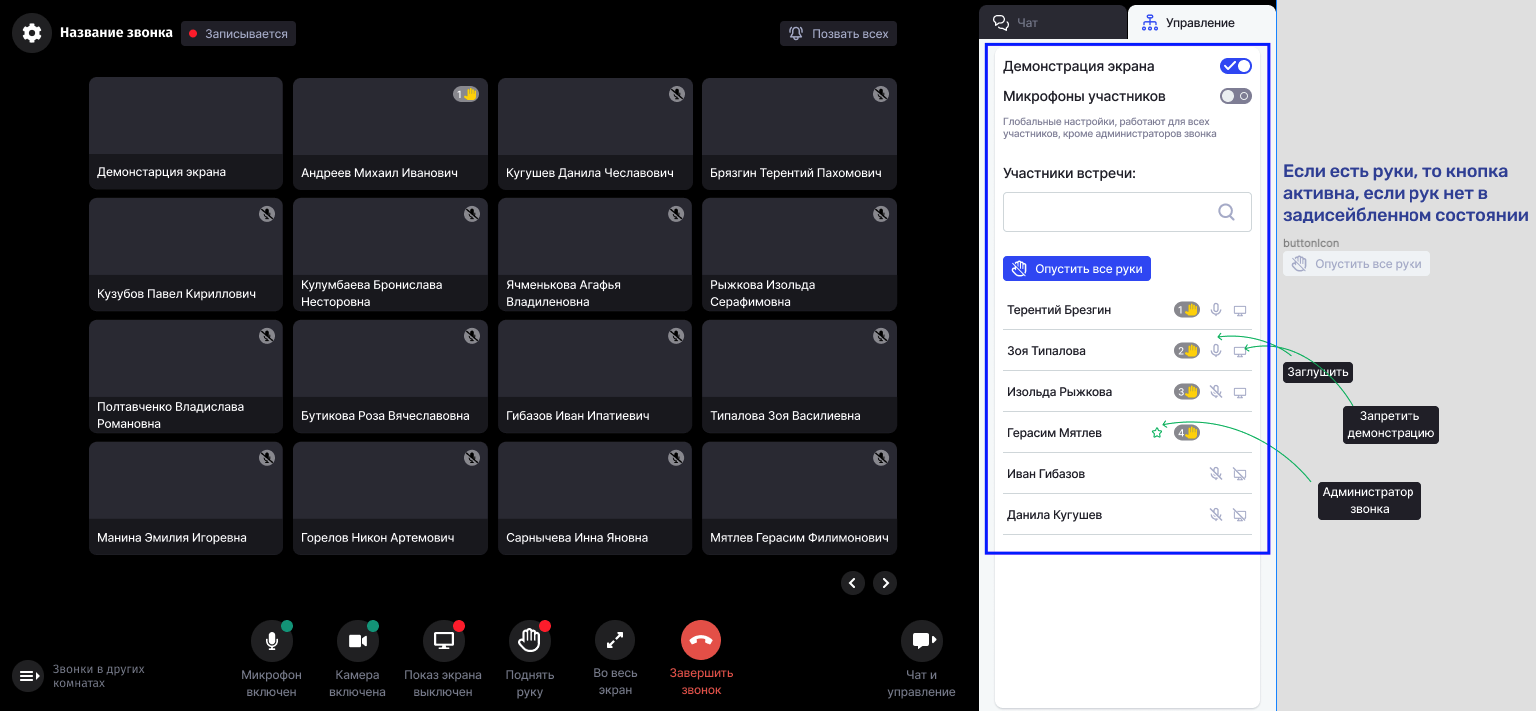 Название звонка
Записывается
Позвать всех
Чат
Управление
Демонстарция экрана
1
Андреев Михаил Иванович
Кугушев Данила Чеславович
Брязгин Терентий Пахомович
Кузубов Павел Кириллович
Кулумбаева Бронислава
Несторовна
Ячменькова Агафья
Владиленовна
Рыжкова Изольда
Серафимовна
Полтавченко Владислава
Романовна
Бутикова Роза Вячеславовна
Гибазов Иван Ипатиевич
Типалова Зоя Василиевна
Манина Эмилия Игоревна
Горелов Никон Артемович
Сарнычева Инна Яновна
Мятлев Герасим Филимонович
Звонки в других
комнатах
Микрофон
включен
Камера
включена
Показ экрана
выключен
Поднять
руку
Во весь
экран
Завершить
звонок
Чат и
управление
Демонстрация экрана
Микрофоны участников
Глобальные настройки, работают для всех
участников, кроме администраторов звонка
Участники встречи:
Опустить все руки
Терентий Брезгин
1
Зоя Типалова
2
Изольда Рыжкова
3
Герасим Мятлев
4
Иван Гибазов
Данила Кугушев
Если есть руки, то кнопка
активна, если рук нет в
задисейбленном состоянии
buttonIcon
Опустить все руки
Заглушить
Запретить
демонстрацию
Администратор
звонка